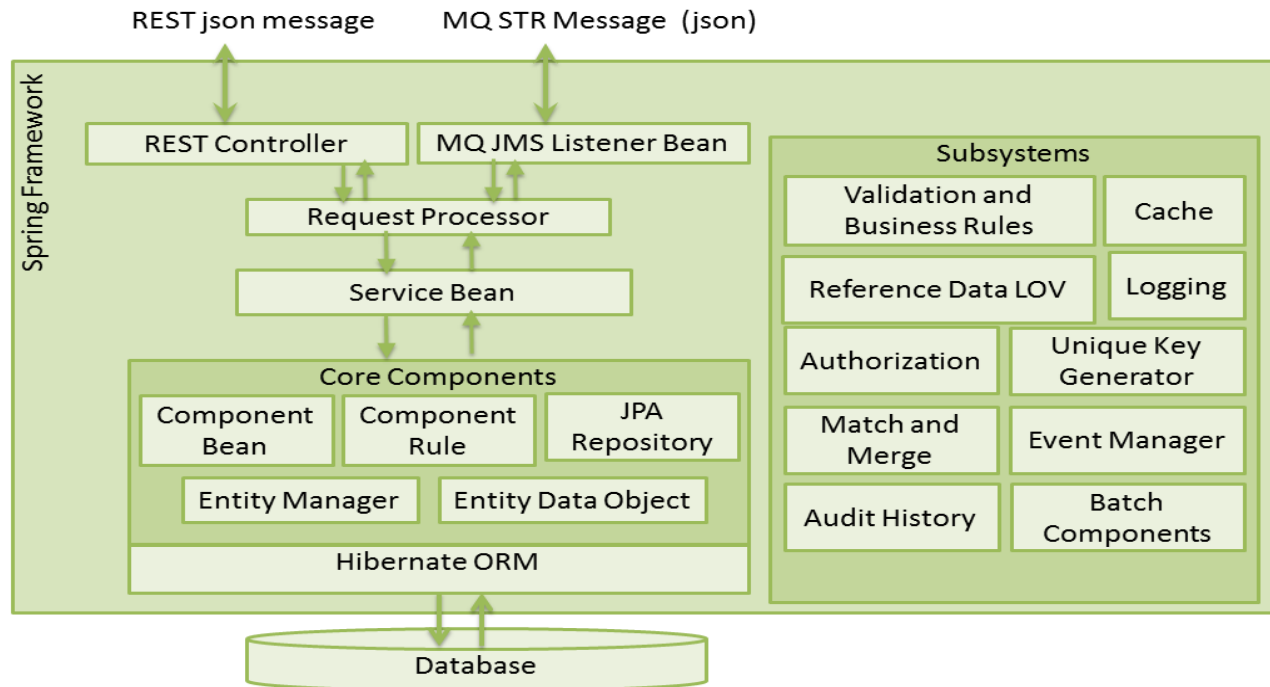 REST json message
MQ STR Message (json)
Spring Framework
REST Controller
MQ JMS Listener Bean
Request Processor
Service Bean
Core Components
Component
Bean
Component
Rule
JPA
Repository
Entity Manager
Entity Data Object
Hibernate ORM
Database
Subsystems
Validation and
Business Rules
Cache
Reference Data LOV
Logging
Authorization
Unique Key
Generator
Match and
Merge
Event Manager
Audit History
Batch
Components